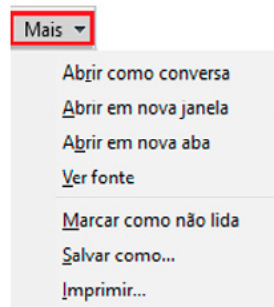 Mais
Abrir como conversa
Abrir em nova janela
Abrir em nova aba
Ver fonte
Marcar como não lida
Salvar como...
Imprimir...